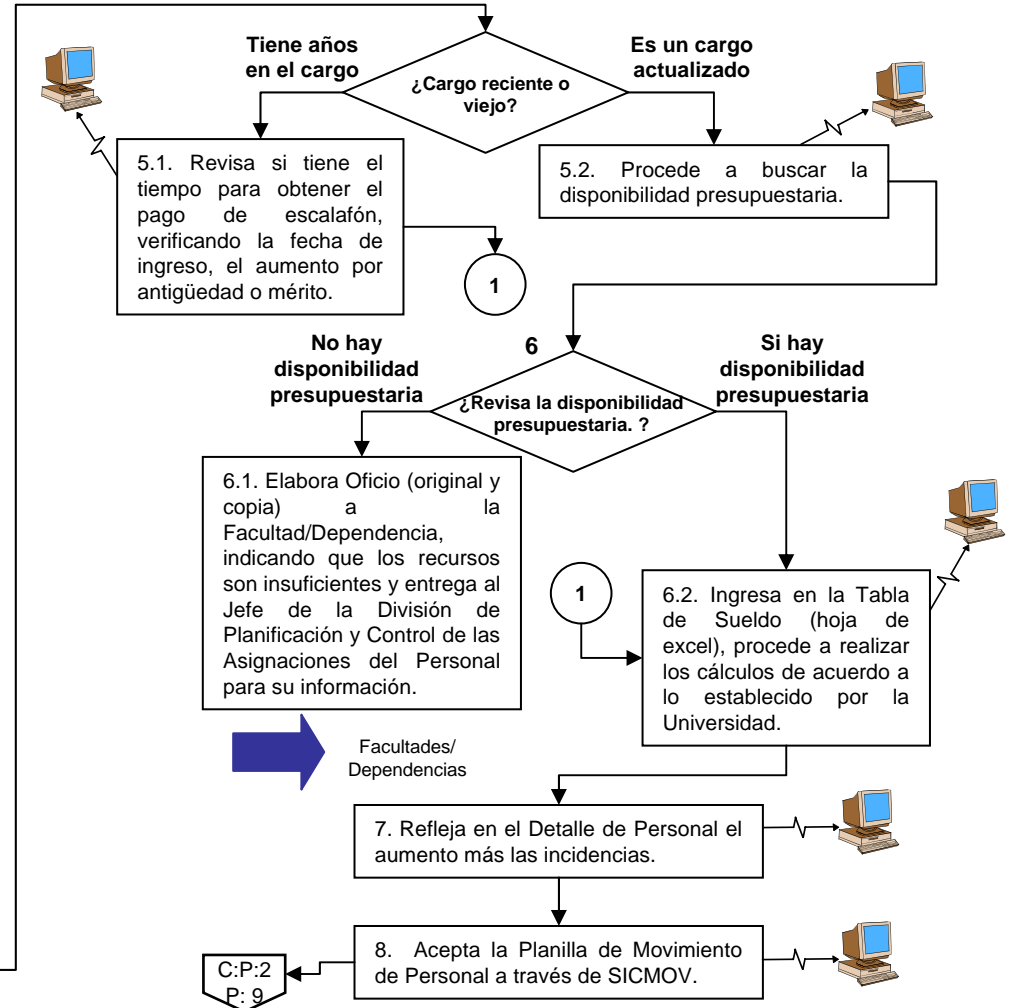 Tiene años
en el cargo
Es un cargo
actualizado
¿Cargo reciente o
viejo?
5.1. Revisa si tiene el
tiempo para obtener el
pago de escalafón,
verificando la fecha de
ingreso, el aumento por
antigüedad o mérito.
5.2. Procede a buscar la
disponibilidad presupuestaria.
1
No hay
disponibilidad
presupuestaria
6
Si hay
disponibilidad
presupuestaria
¿Revisa la disponibilidad
presupuestaria. ?
6.1. Elabora Oficio (original y
copia) a la
Facultad/Dependencia,
indicando que los recursos
son insuficientes y entrega al
Jefe de la División de
Planificación y Control de las
Asignaciones del Personal
para su información.
1
6.2. Ingresa en la Tabla
de Sueldo (hoja de
excel), procede a realizar
los cálculos de acuerdo a
lo establecido por la
Universidad.
Facultades/
Dependencias
7. Refleja en el Detalle de Personal el
aumento más las incidencias.
8. Acepta la Planilla de Movimiento
de Personal a través de SICMOV.
C:P:2
P: 9